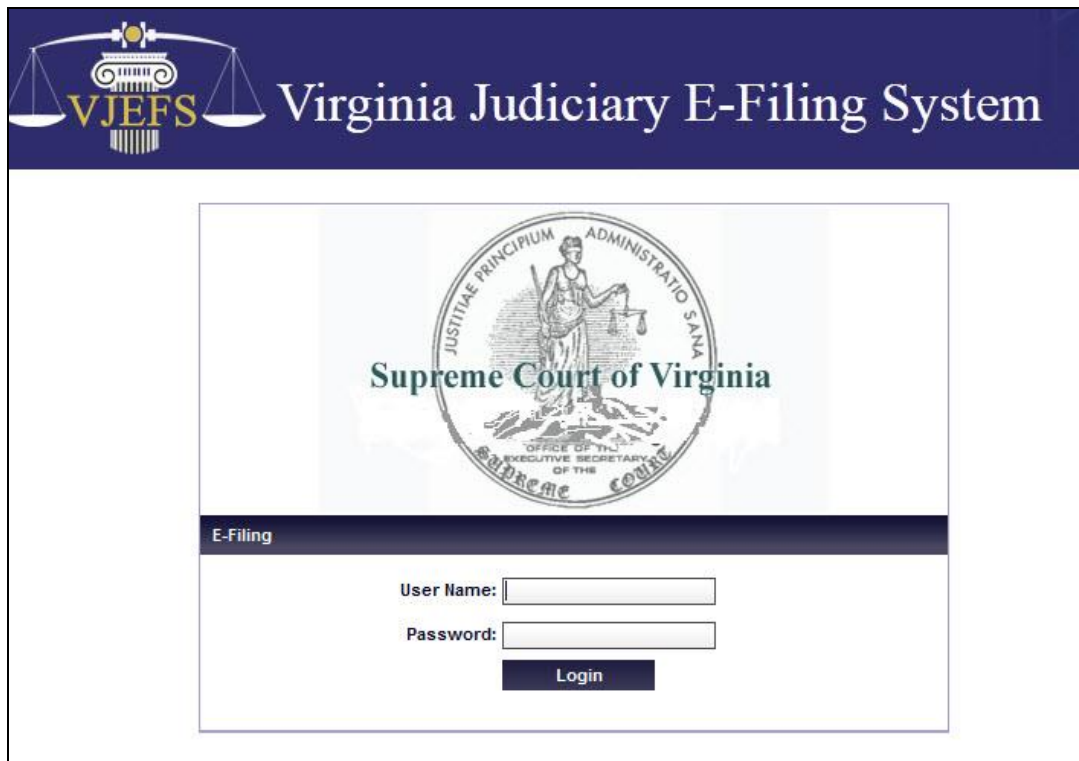 VJEFS
Virginia Judiciary E-Filing System
JUSTITIAE PRINCIPIUM ADMINISTRATIO SANA
Supreme Court of Virginia
OFFICE OF THE
EXECUTIVE SECRETARY
OF THE
SUPREME COURT
E-Filing
User Name:
Password:
Login